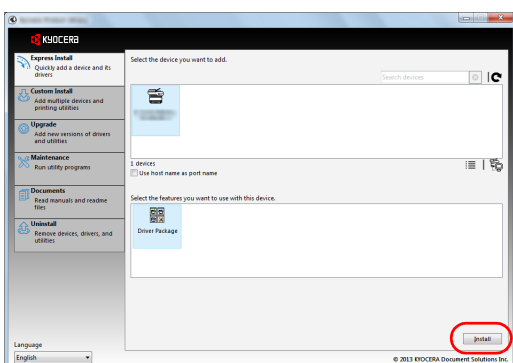 KYOCERA
Express Install
Quickly add a device and its
drivers
Custom Install
Add multiple devices and
printing utilities
Upgrade
Add new versions of drivers
and utilities
Maintenance
Run utility programs
Documents
Read manuals and readme
files
Uninstall
Remove devices, drivers, and
utilities
Language
English
Select the device you want to add.
Search devices
1 devices
Use host name as port name
Select the features you want to use with this device.
Driver Package
Install
© 2013 KYOCERA Document Solutions Inc.